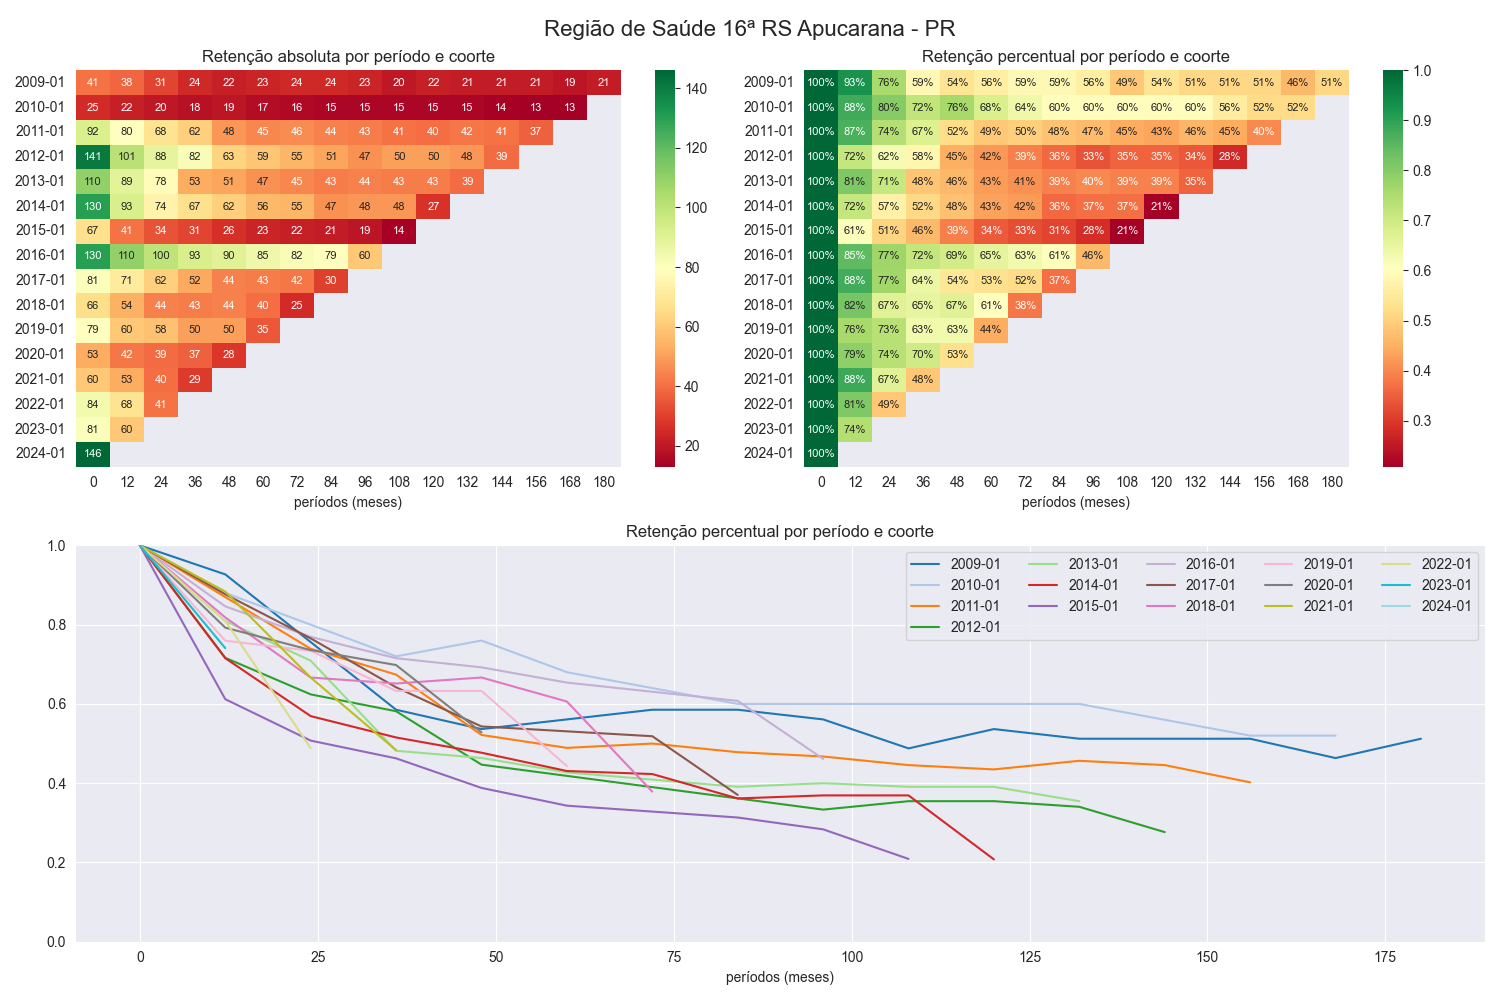 Região de Saúde 16ª RS Apucarana - PR
Retenção absoluta por período e coorte
2009-01 41 38 31 24 22 23 24 24 23 20 22 21 21 21 19 21
2010-01 25 22 20 18 19 17 16 15 15 15 15 15 14 13 13
2011-01 92 80 68 62 48 45 46 44 43 41 40 42 41 37
2012-01 141 101 88 82 63 59 55 51 47 50 50 48 39
2013-01 110 89 78 53 51 47 45 43 44 43 43 39
2014-01 130 93 74 67 62 56 55 47 48 48 27
2015-01 67 41 34 31 26 23 22 21 19 14
2016-01 130 110 100 93 90 85 82 79 60
2017-01 81 71 62 52 44 43 42 30
2018-01 66 54 44 43 44 40 25
2019-01 79 60 58 50 50 35
2020-01 53 42 39 37 28
2021-01 60 53 40 29
2022-01 84 68 41
2023-01 81 60
2024-01 146
0 12 24 36 48 60 72 84 96 108 120 132 144 156 168 180
períodos (meses)
140
120
100
80
60
40
20
Retenção percentual por período e coorte
2009-01 100% 93% 76% 59% 54% 56% 59% 59% 56% 49% 54% 51% 51% 51% 46% 51%
2010-01 100% 88% 80% 72% 76% 68% 64% 60% 60% 60% 60% 60% 56% 52% 52%
2011-01 100% 87% 74% 67% 52% 49% 50% 48% 47% 45% 43% 46% 45% 40%
2012-01 100% 72% 62% 58% 45% 42% 39% 36% 33% 35% 35% 34% 28%
2013-01 100% 81% 71% 48% 46% 43% 41% 39% 40% 39% 39% 35%
2014-01 100% 72% 57% 52% 48% 43% 42% 36% 37% 37% 21%
2015-01 100% 61% 51% 46% 39% 34% 33% 31% 28% 21%
2016-01 100% 85% 77% 72% 69% 65% 63% 61% 46%
2017-01 100% 88% 77% 64% 54% 53% 52% 37%
2018-01 100% 82% 67% 65% 67% 61% 38%
2019-01 100% 76% 73% 63% 63% 44%
2020-01 100% 79% 74% 70% 53%
2021-01 100% 88% 67% 48%
2022-01 100% 81% 49%
2023-01 100% 74%
2024-01 100%
0 12 24 36 48 60 72 84 96 108 120 132 144 156 168 180
períodos (meses)
1.0
0.9
0.8
0.7
0.6
0.5
0.4
0.3
Retenção percentual por período e coorte
1.0
0.8
0.6
0.4
0.2
0.0
2009-01 2013-01 2016-01 2019-01 2022-01
2010-01 2014-01 2017-01 2020-01 2023-01
2011-01 2015-01 2018-01 2021-01 2024-01
2012-01
0 25 50 75 100 125 150 175
períodos (meses)